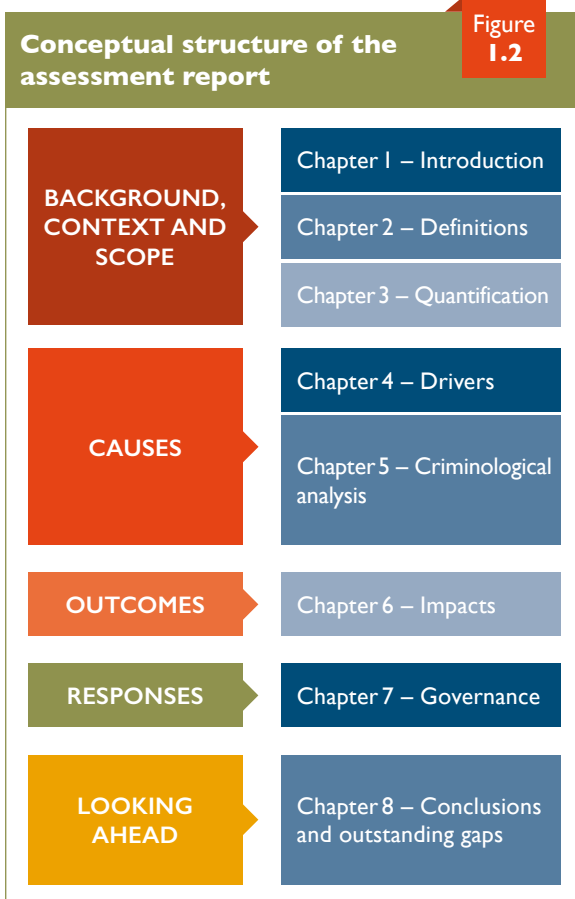 Conceptual structure of the
assessment report
Figure
1.2
BACKGROUND,
CONTEXT AND
SCOPE
Chapter 1 – Introduction
Chapter 2 – Definitions
Chapter 3 – Quantification
CAUSES
Chapter 4 – Drivers
Chapter 5 – Criminological
analysis
OUTCOMES
Chapter 6 – Impacts
RESPONSES
Chapter 7 – Governance
LOOKING
AHEAD
Chapter 8 – Conclusions
and outstanding gaps